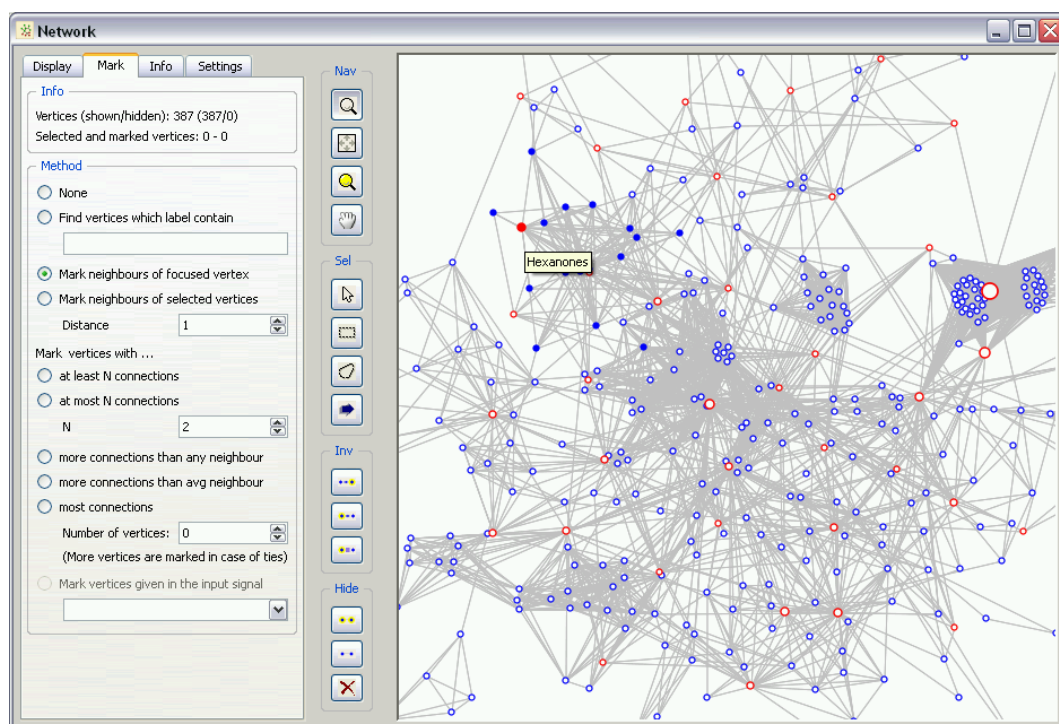 Network
Display Mark Info Settings
Info
Vertices (shown/hidden): 387 (387/0)
Selected and marked vertices: 0 - 0
Method
None
Find vertices which label contain
Mark neighbours of focused vertex
Mark neighbours of selected vertices
Distance 1
Mark vertices with ...
at least N connections
at most N connections
N 2
more connections than any neighbour
more connections than avg neighbour
most connections
Number of vertices: 0
(More vertices are marked in case of ties)
Mark vertices given in the input signal
Nav
Sel
Inv
Hide
Hexanones